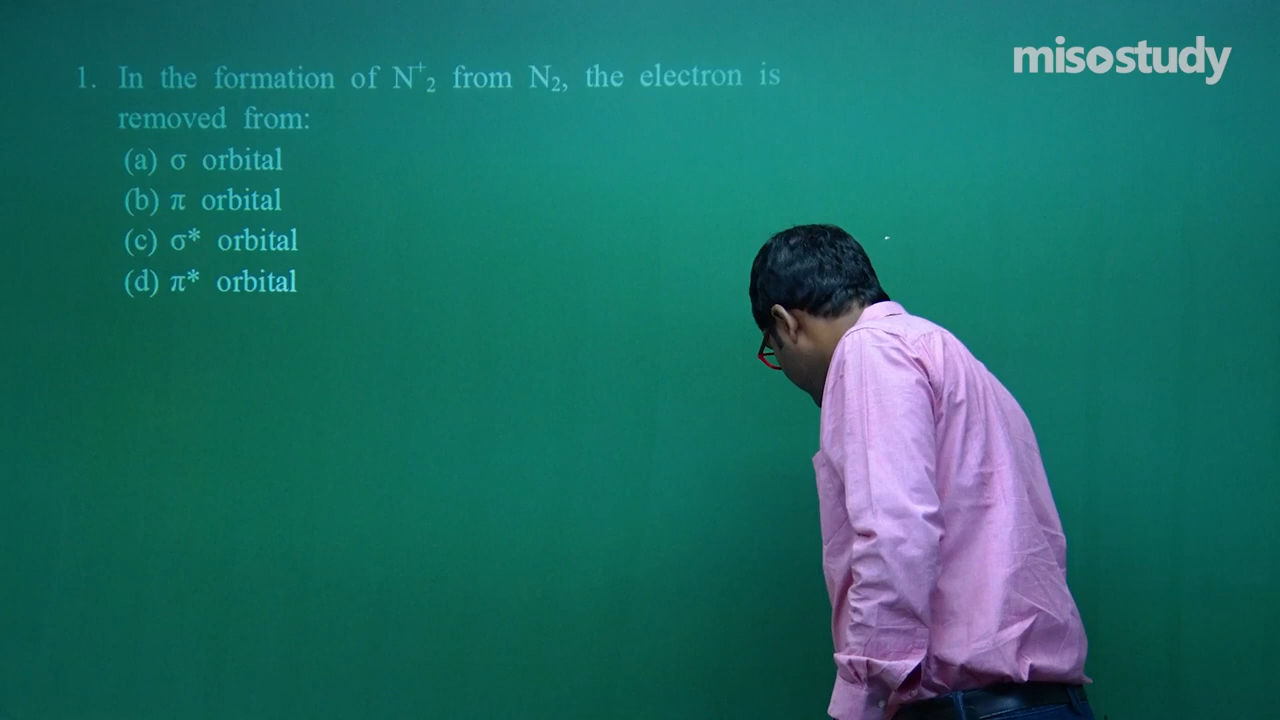 misostudy
1. In the formation of N⁺₂ from N₂, the electron is
removed from:
(a) σ orbital
(b) π orbital
(c) σ* orbital
(d) π* orbital